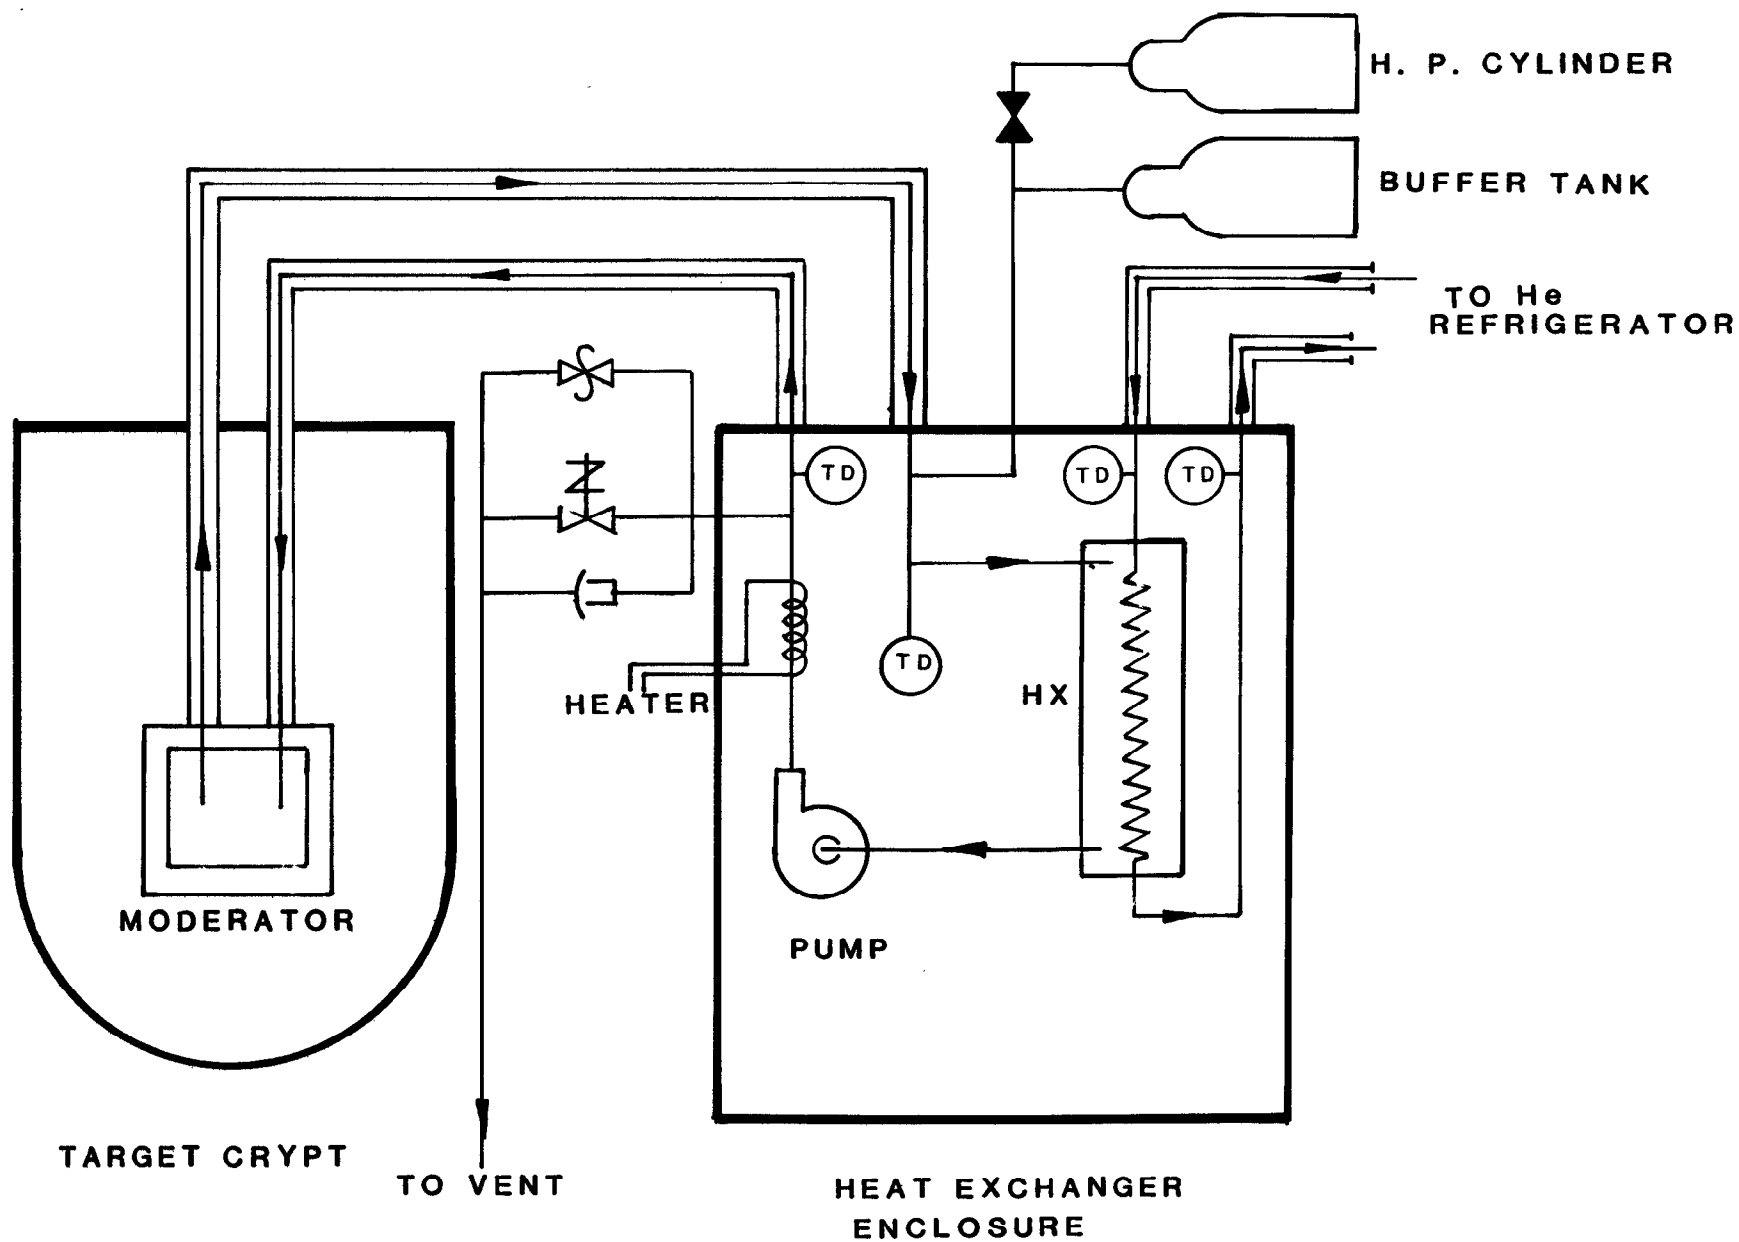 H. P. CYLINDER
BUFFER TANK
TO He
REFRIGERATOR
TD
TD
TD
TD
HEATER
HX
MODERATOR
PUMP
TARGET CRYPT
TO VENT
HEAT EXCHANGER
ENCLOSURE